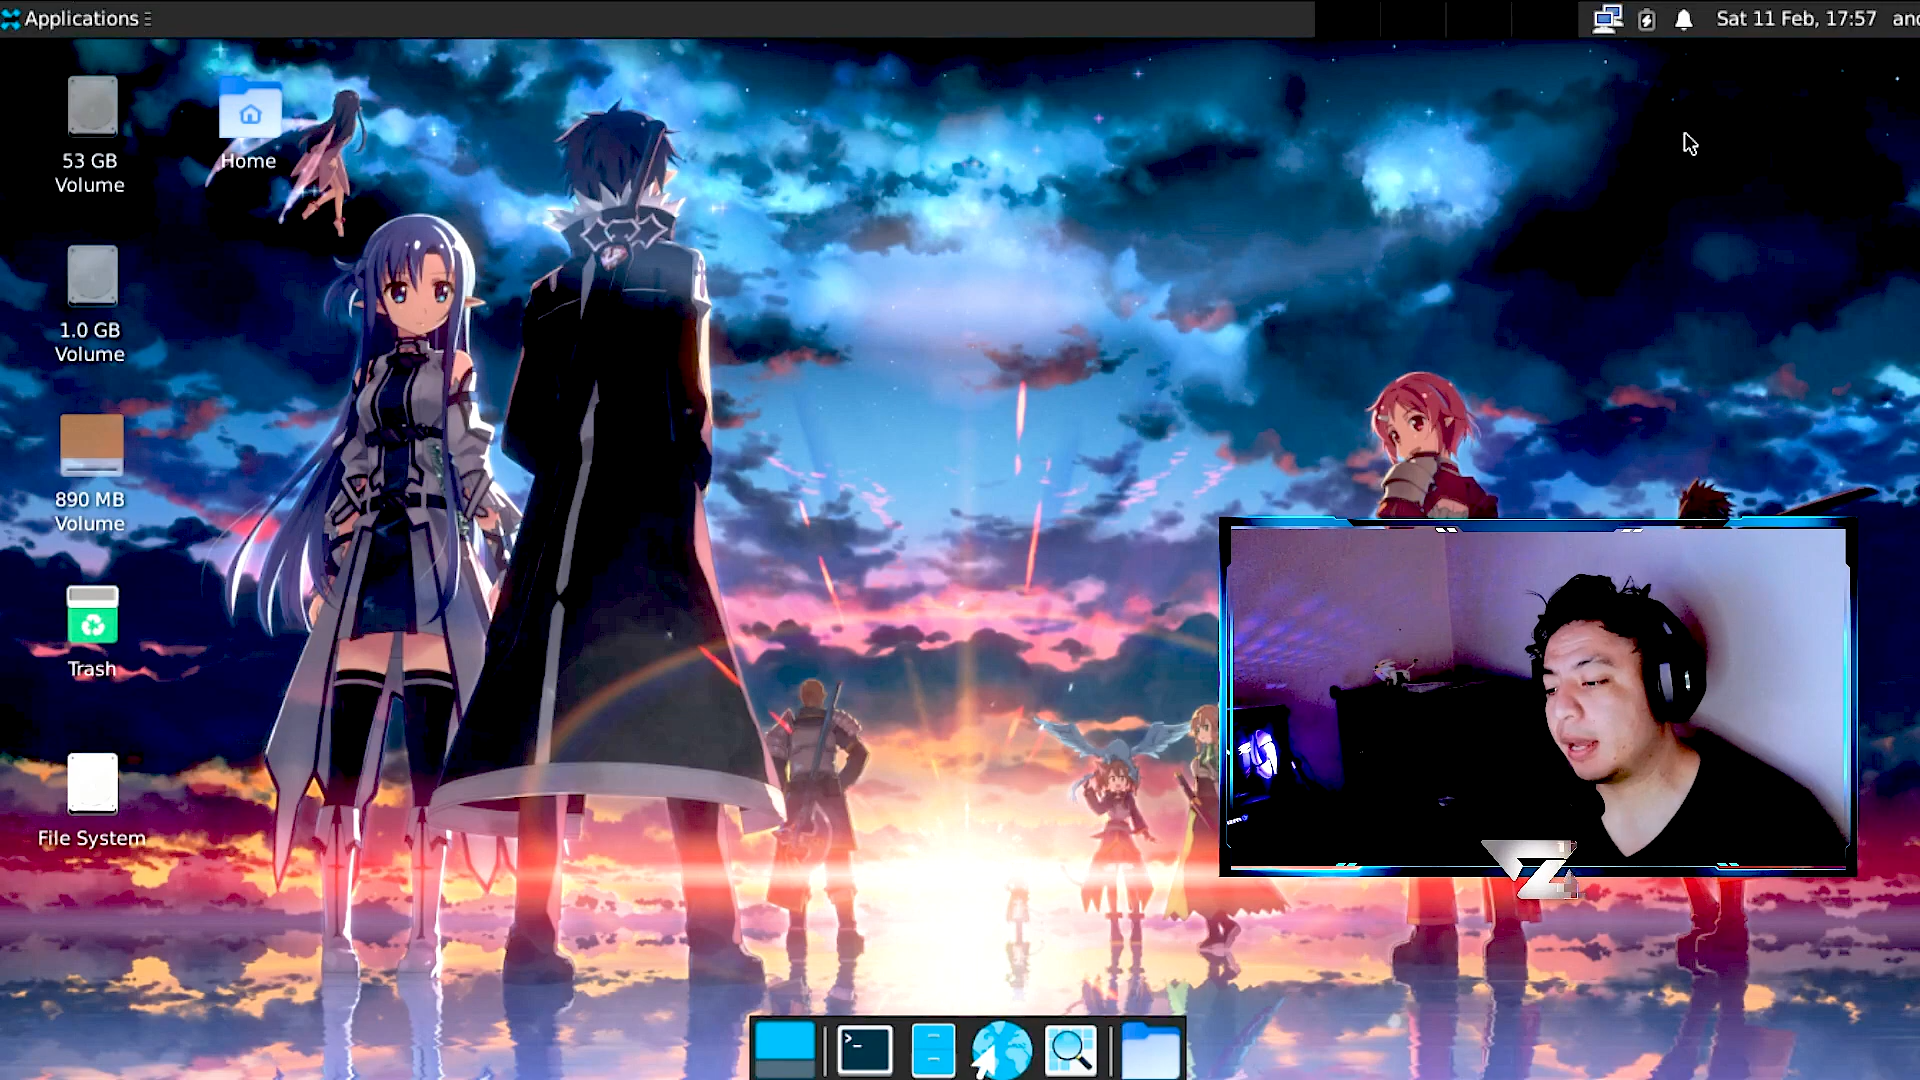 Applications
Sat 11 Feb, 17:57 and
53 GB
Volume
Home
1.0 GB
Volume
890 MB
Volume
Trash
File System
>_